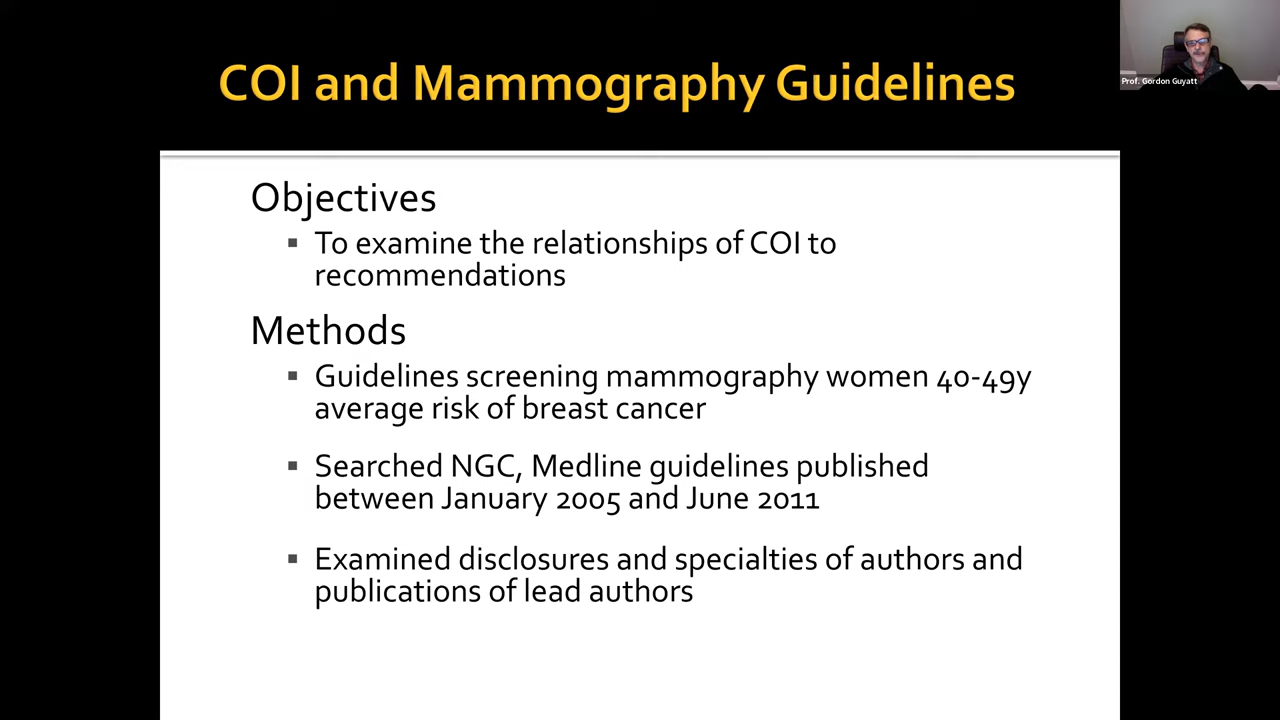 COI and Mammography Guidelines
Prof. Gordon Guyatt
Objectives
▪ To examine the relationships of COI to
recommendations
Methods
▪ Guidelines screening mammography women 40-49y
average risk of breast cancer
▪ Searched NGC, Medline guidelines published
between January 2005 and June 2011
▪ Examined disclosures and specialties of authors and
publications of lead authors